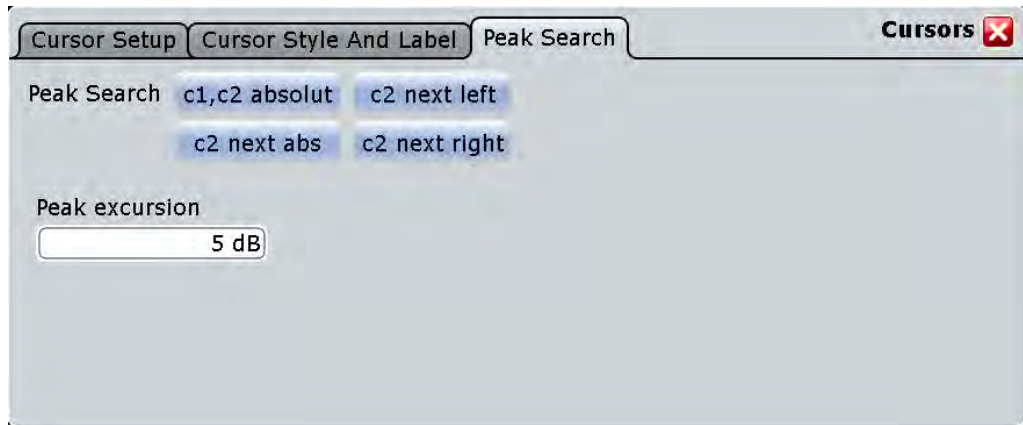 Cursor Setup Cursor Style And Label Peak Search Cursors
Peak Search c1,c2 absolut c2 next left
c2 next abs c2 next right
Peak excursion
5 dB